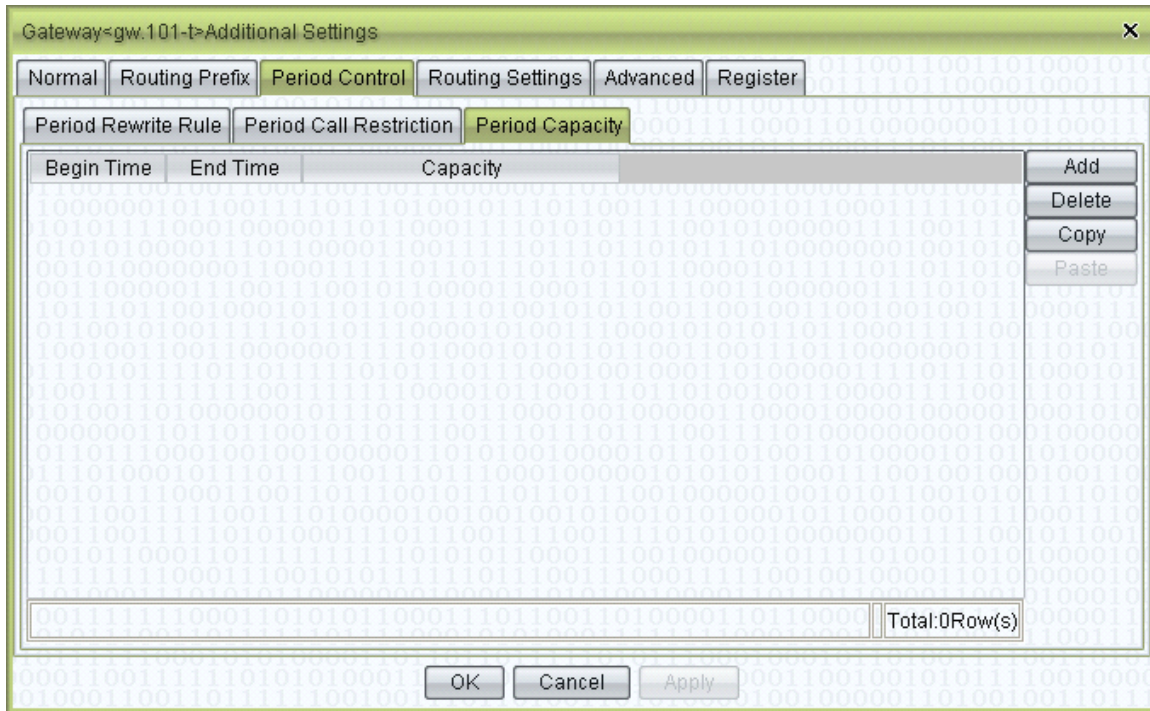 Gateway<gw.101-t>Additional Settings
Normal Routing Prefix Period Control Routing Settings Advanced Register
Period Rewrite Rule Period Call Restriction Period Capacity
Begin Time End Time Capacity
Add
Delete
Copy
Paste
Total:0Row(s)
OK Cancel Apply